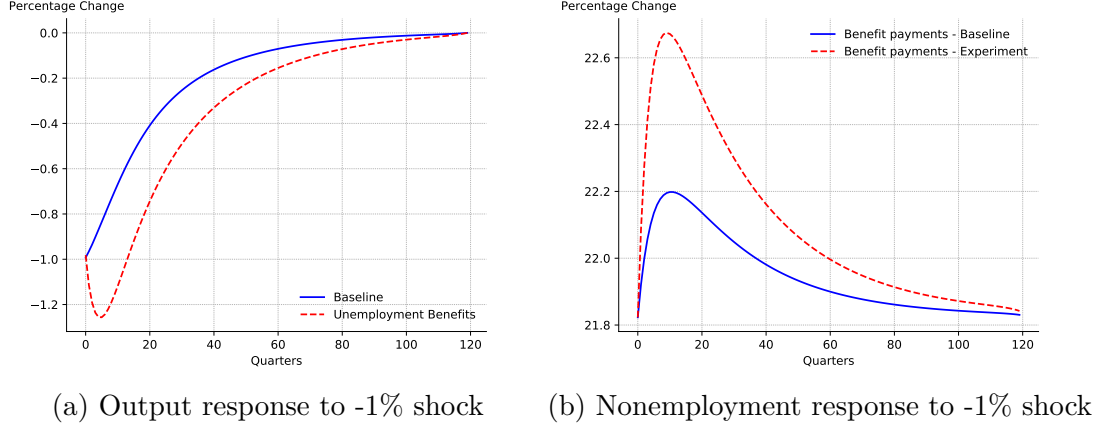 Percentage Change
0.0
−0.2
−0.4
−0.6
−0.8
−1.0
−1.2
0 20 40 60 80 100 120
Quarters
Baseline
Unemployment Benefits
(a) Output response to -1% shock
Percentage Change
22.6
22.4
22.2
22.0
21.8
0 20 40 60 80 100 120
Quarters
Benefit payments - Baseline
Benefit payments - Experiment
(b) Nonemployment response to -1% shock